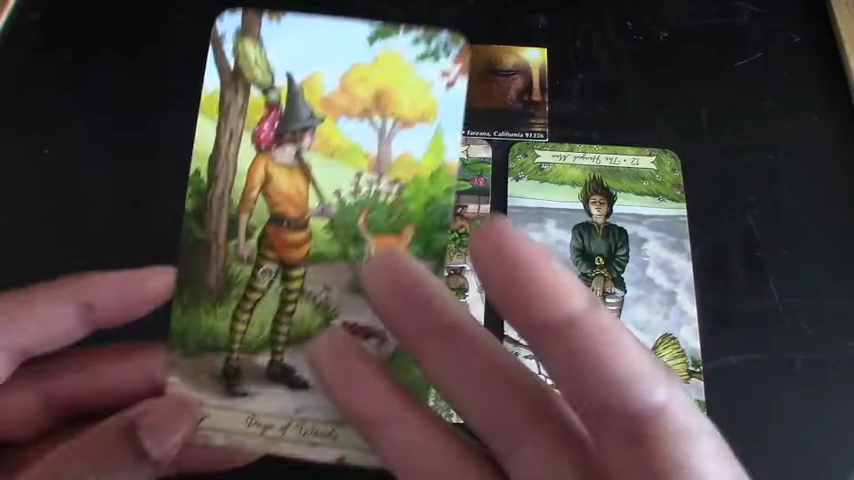 • Tarzana, California 91356
12 • The Hanged Man
Page of Wands